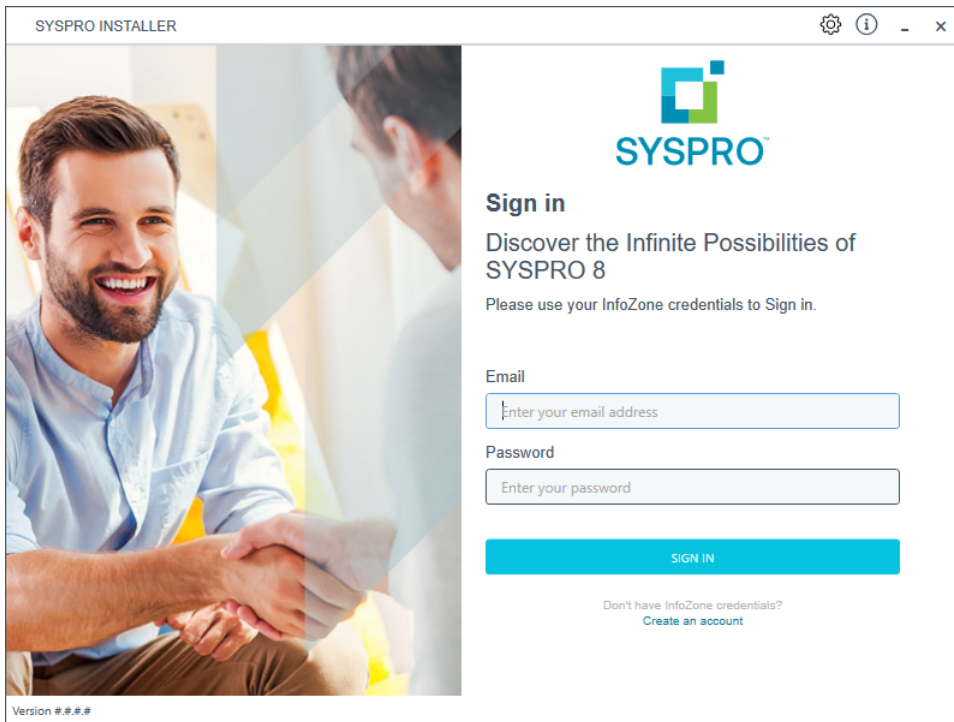 SYSPRO INSTALLER
SYSPRO™
Sign in
Discover the Infinite Possibilities of
SYSPRO 8
Please use your InfoZone credentials to Sign in.
Email
Enter your email address
Password
Enter your password
SIGN IN
Don't have InfoZone credentials?
Create an account
Version #.#.#.#